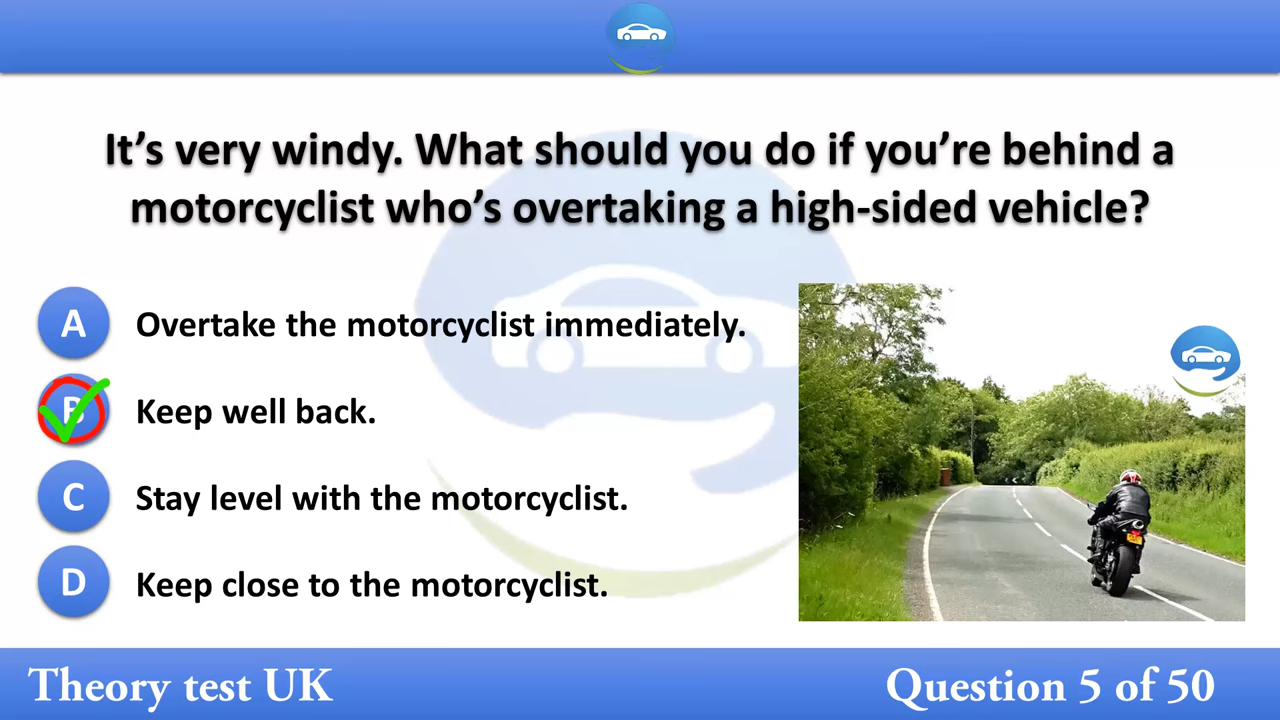 It's very windy. What should you do if you're behind a
motorcyclist who's overtaking a high-sided vehicle?
A Overtake the motorcyclist immediately.
B Keep well back.
C Stay level with the motorcyclist.
D Keep close to the motorcyclist.
Theory test UK
Question 5 of 50